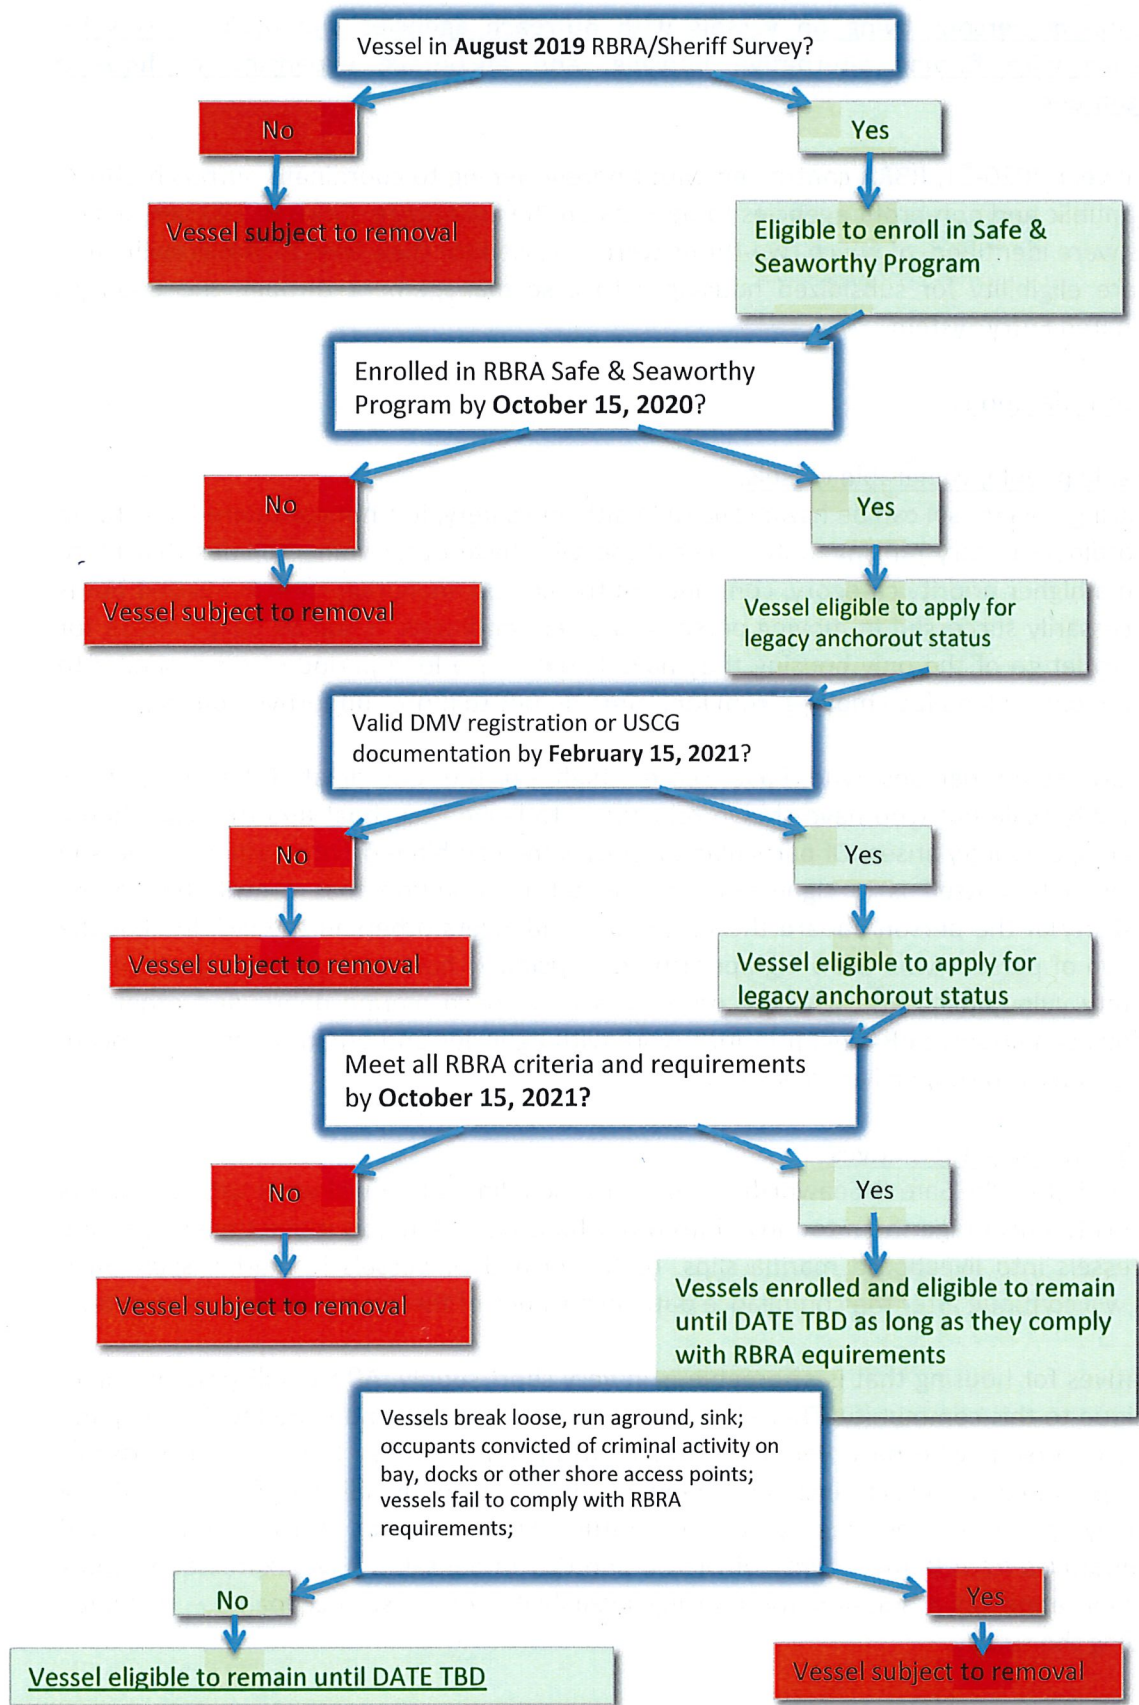 Vessel in August 2019 RBRA/Sheriff Survey?
No
Yes
Vessel subject to removal
Eligible to enroll in Safe &
Seaworthy Program
Enrolled in RBRA Safe & Seaworthy
Program by October 15, 2020?
No
Yes
Vessel subject to removal
Vessel eligible to apply for
legacy anchorout status
Valid DMV registration or USCG
documentation by February 15, 2021?
No
Yes
Vessel subject to removal
Vessel eligible to apply for
legacy anchorout status
Meet all RBRA criteria and requirements
by October 15, 2021?
No
Yes
Vessel subject to removal
Vessels enrolled and eligible to remain
until DATE TBD as long as they comply
with RBRA equirements
Vessels break loose, run aground, sink;
occupants convicted of criminal activity on
bay, docks or other shore access points;
vessels fail to comply with RBRA
requirements;
No
Yes
Vessel eligible to remain until DATE TBD
Vessel subject to removal